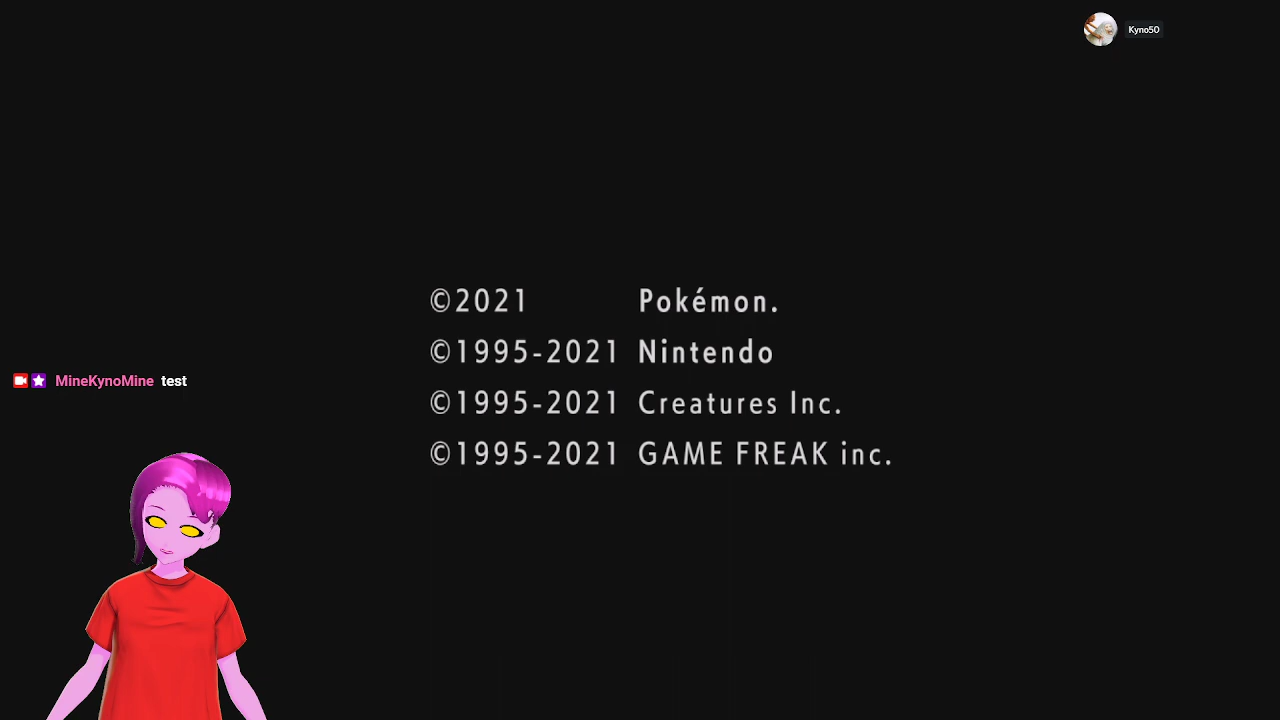 Kyno50
©2021 Pokémon.
©1995-2021 Nintendo
MineKynoMine test
©1995-2021 Creatures Inc.
©1995-2021 GAME FREAK inc.